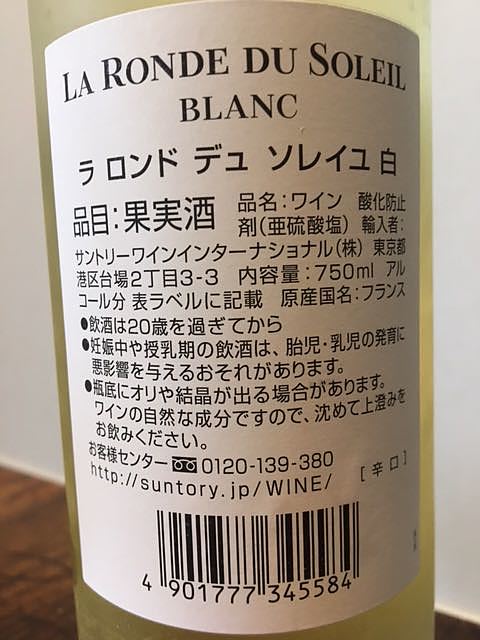 LA RONDE DU SOLEIL
BLANC
ラ ロンド デュ ソレイユ 白
品目:果実酒 品名:ワイン 酸化防止
剤(亜硫酸塩) 輸入者:
サントリーワインインターナショナル(株) 東京都
港区台場2丁目3-3 内容量:750ml アル
コール分 表ラベルに記載 原産国名:フランス
●飲酒は20歳を過ぎてから
●妊娠中や授乳期の飲酒は、胎児・乳児の発育に
悪影響を与えるおそれがあります。
●瓶底にオリや結晶が出る場合があります。
ワインの自然な成分ですので、沈めて上澄みを
お飲みください。
お客様センター 0120-139-380
http://suntory.jp/WINE/ [辛口]
4 901777 345584